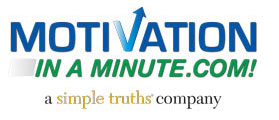 MOTIVATION
IN A MINUTE.COM!
a simple truths® company